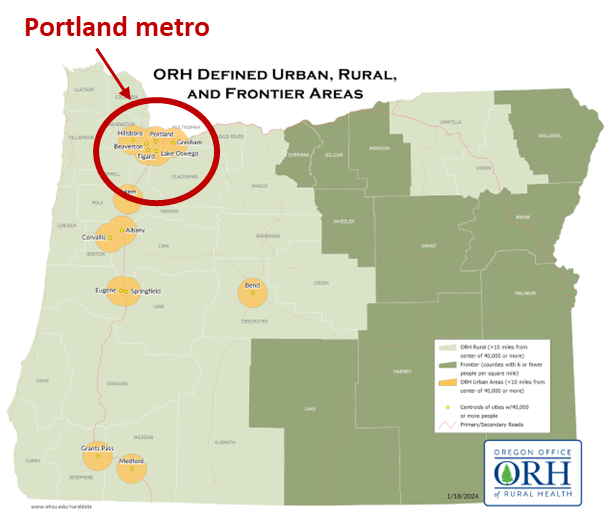 Portland metro
ORH DEFINED URBAN, RURAL,
AND FRONTIER AREAS
CLATSOP
COLUMBIA
WASHINGTON
TILLAMOOK
Hillsboro
Portland
MULTNOMAH
Beaverton
Gresham
Tigard
Lake Oswego
HOOD RIVER
CLACKAMAS
SHERMAN
GILLIAM
MORROW
UMATILLA
UNION
WALLOWA
WASCO
POLK
MARION
WHEELER
BAKER
LINCOLN
Albany
Corvallis
BENTON
LINN
JEFFERSON
GRANT
Eugene
Springfield
Bend
CROOK
LANE
DESCHUTES
MALHEUR
ORH Rural (>10 miles from
center of 40,000 or more)
Frontier (counties with 6 or fewer
people per square mile)
ORH Urban Areas (<10 miles from
center of 40,000 or more)
Centroids of cities w/40,000
or more people
Primary/Secondary Roads
COOS
DOUGLAS
HARNEY
LAKE
Grants Pass
JACKSON
KLAMATH
CURRY
Medford
JOSEPHINE
OREGON OFFICE
ORH
of RURAL HEALTH
1/18/2024
www.ohsu.edu/ruraldata